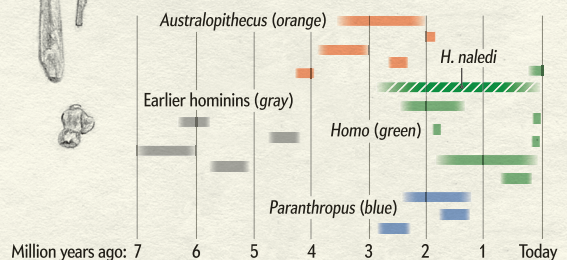 Australopithecus (orange)
H. naledi
Earlier hominins (gray)
Homo (green)
Paranthropus (blue)
Million years ago: 7 6 5 4 3 2 1 Today